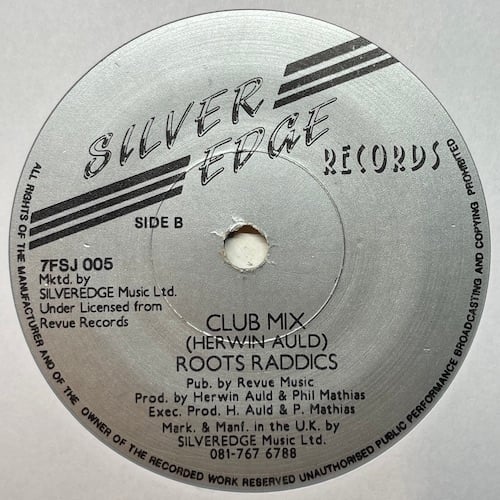 SILVER
EDGE
RECORDS
SIDE B
7FSJ 005
Mktd. by
SILVEREDGE Music Ltd.
Under Licensed from
Revue Records
CLUB MIX
(HERWIN AULD)
ROOTS RADDICS
Pub. by Revue Music
Prod. by Herwin Auld & Phil Mathias
Exec. Prod. H. Auld & P. Mathias
Mark. & Manf. in the U.K. by
SILVEREDGE Music Ltd.
081-767 6788
ALL RIGHTS OF THE MANUFACTURER AND OF THE OWNER OF THE RECORDED WORK RESERVED UNAUTHORISED PUBLIC PERFORMANCE BROADCASTING AND COPYING PROHIBITED